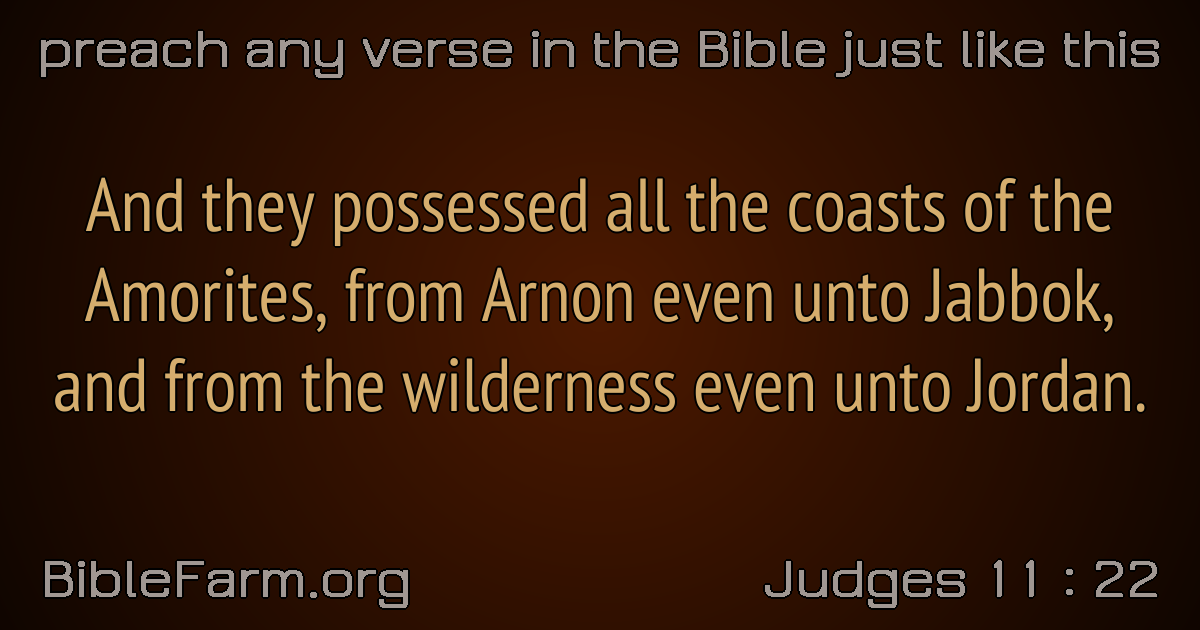 preach any verse in the Bible just like this
And they possessed all the coasts of the
Amorites, from Arnon even unto Jabbok,
and from the wilderness even unto Jordan.
BibleFarm.org
Judges 11 : 22